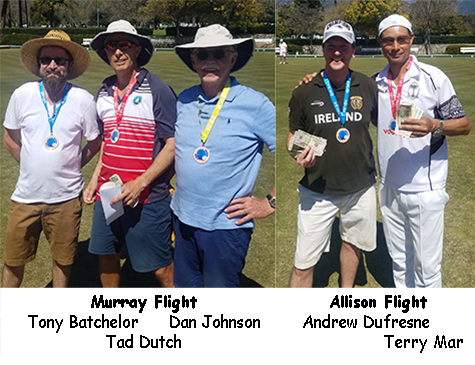 IRELAND
Murray Flight
Tony Batchelor Dan Johnson
Tad Dutch
Allison Flight
Andrew Dufresne
Terry Mar